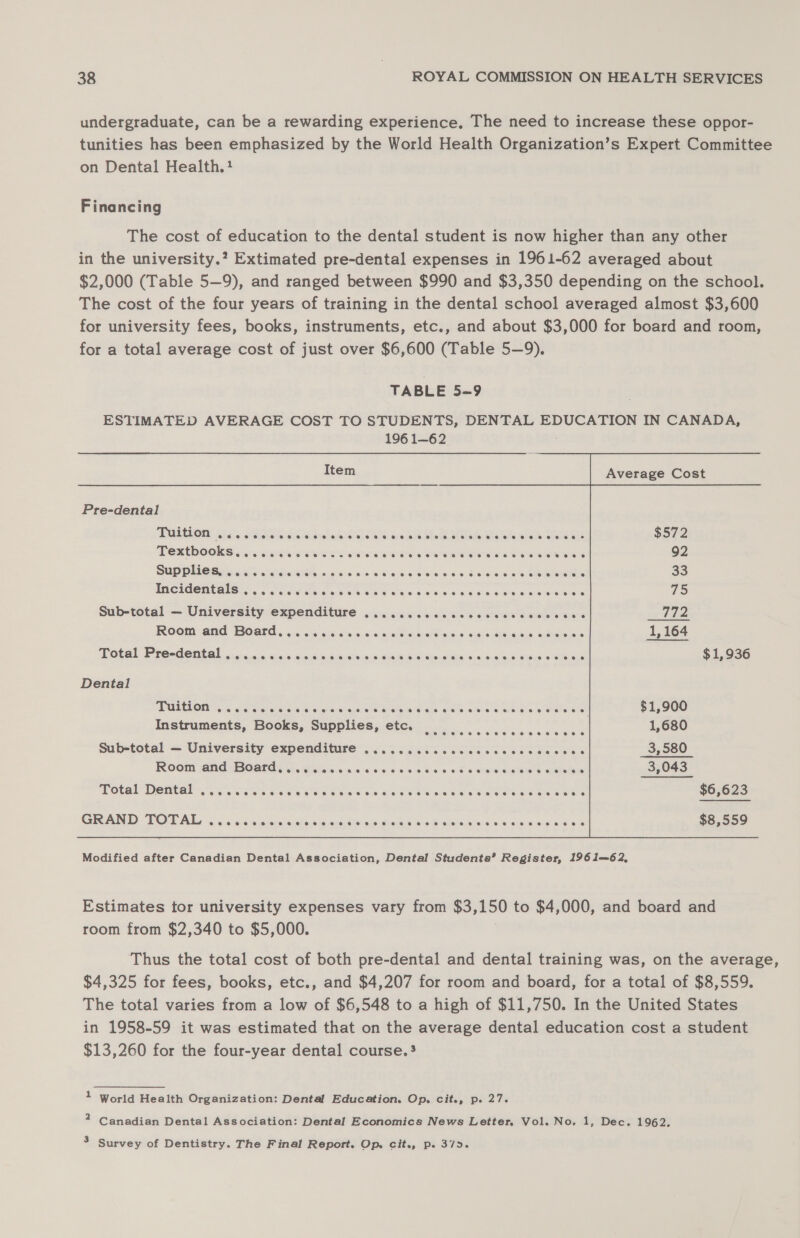 38 ROYAL COMMISSION ON HEALTH SERVICES
undergraduate, can be a rewarding experience. The need to increase these oppor-
tunities has been emphasized by the World Health Organization's Expert Committee
on Dental Health.¹
Financing
The cost of education to the dental student is now higher than any other
in the university.² Extimated pre-dental expenses in 1961-62 averaged about
$2,000 (Table 5—9), and ranged between $990 and $3,350 depending on the school.
The cost of the four years of training in the dental school averaged almost $3,600
for university fees, books, instruments, etc., and about $3,000 for board and room,
for a total average cost of just over $6,600 (Table 5—9).
TABLE 5-9
ESTIMATED AVERAGE COST TO STUDENTS, DENTAL EDUCATION IN CANADA,
1961—62
Item Average Cost
Pre-dental
Tuition $572
Textbooks 92
Supplies 33
Incidentals 75
Sub-total — University expenditure 772
Room and Board 1,164
Total Pre-dental $1,936
Dental
Tuition $1,900
Instruments, Books, Supplies, etc. 1,680
Sub-total — University expenditure 3,580
Room and Board 3,043
Total Dental $6,623
GRAND TOTAL $8,559
Modified after Canadian Dental Association, Dental Students' Register, 1961—62.
Estimates for university expenses vary from $3,150 to $4,000, and board and
room from $2,340 to $5,000.
Thus the total cost of both pre-dental and dental training was, on the average,
$4,325 for fees, books, etc., and $4,207 for room and board, for a total of $8,559.
The total varies from a low of $6,548 to a high of $11,750. In the United States
in 1958-59 it was estimated that on the average dental education cost a student
$13,260 for the four-year dental course.³
¹ World Health Organization: Dental Education. Op. cit., p. 27.
² Canadian Dental Association: Dental Economics News Letter. Vol. No. 1, Dec. 1962.
³ Survey of Dentistry. The Final Report. Op. cit., p. 375.